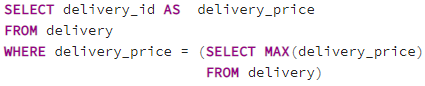 SELECT delivery_id AS  delivery_price
FROM delivery
WHERE delivery_price = (SELECT MAX(delivery_price)
                        FROM delivery)